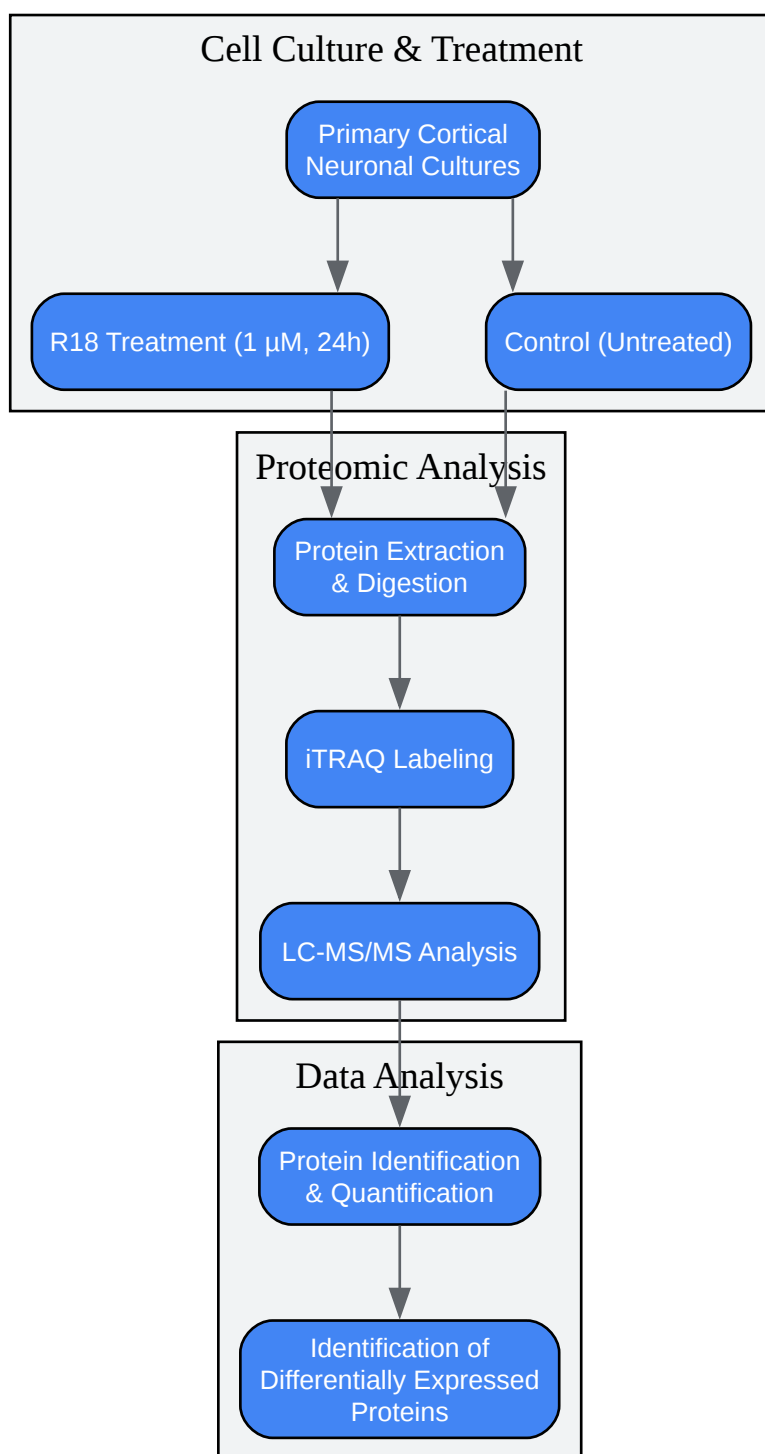 Cell Culture & Treatment
Primary Cortical
Neuronal Cultures
R18 Treatment (1 µM, 24h)
Control (Untreated)
Proteomic Analysis
Protein Extraction
& Digestion
iTRAQ Labeling
LC-MS/MS Analysis
Data Analysis
Protein Identification
& Quantification
Identification of
Differentially Expressed
Proteins